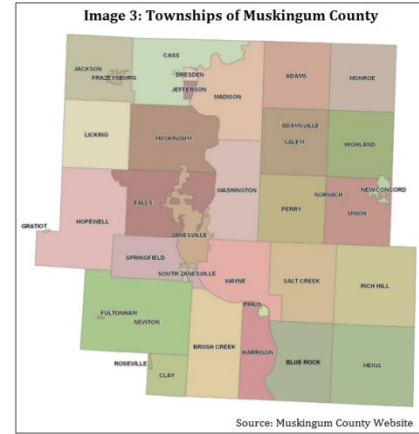 Image 3: Townships of Muskingum County
CASS
JACKSON
FRAZEYSBURG
DRESDEN
JEFFERSON
MADISON
ADAMS
MONROE
LICKING
MUSKINGUM
ADAMSVILLE
SALEM
HIGHLAND
WASHINGTON
FALLS
PERRY
NORWICH
NEW CONCORD
UNION
HOPEWELL
GRATIOT
ZANESVILLE
SPRINGFIELD
SOUTH ZANESVILLE
WAYNE
SALT CREEK
RICH HILL
PHILO
FULTONHAM
NEWTON
BRUSH CREEK
HARRISON
BLUE ROCK
MEIGS
ROSEVILLE
CLAY
Source: Muskingum County Website